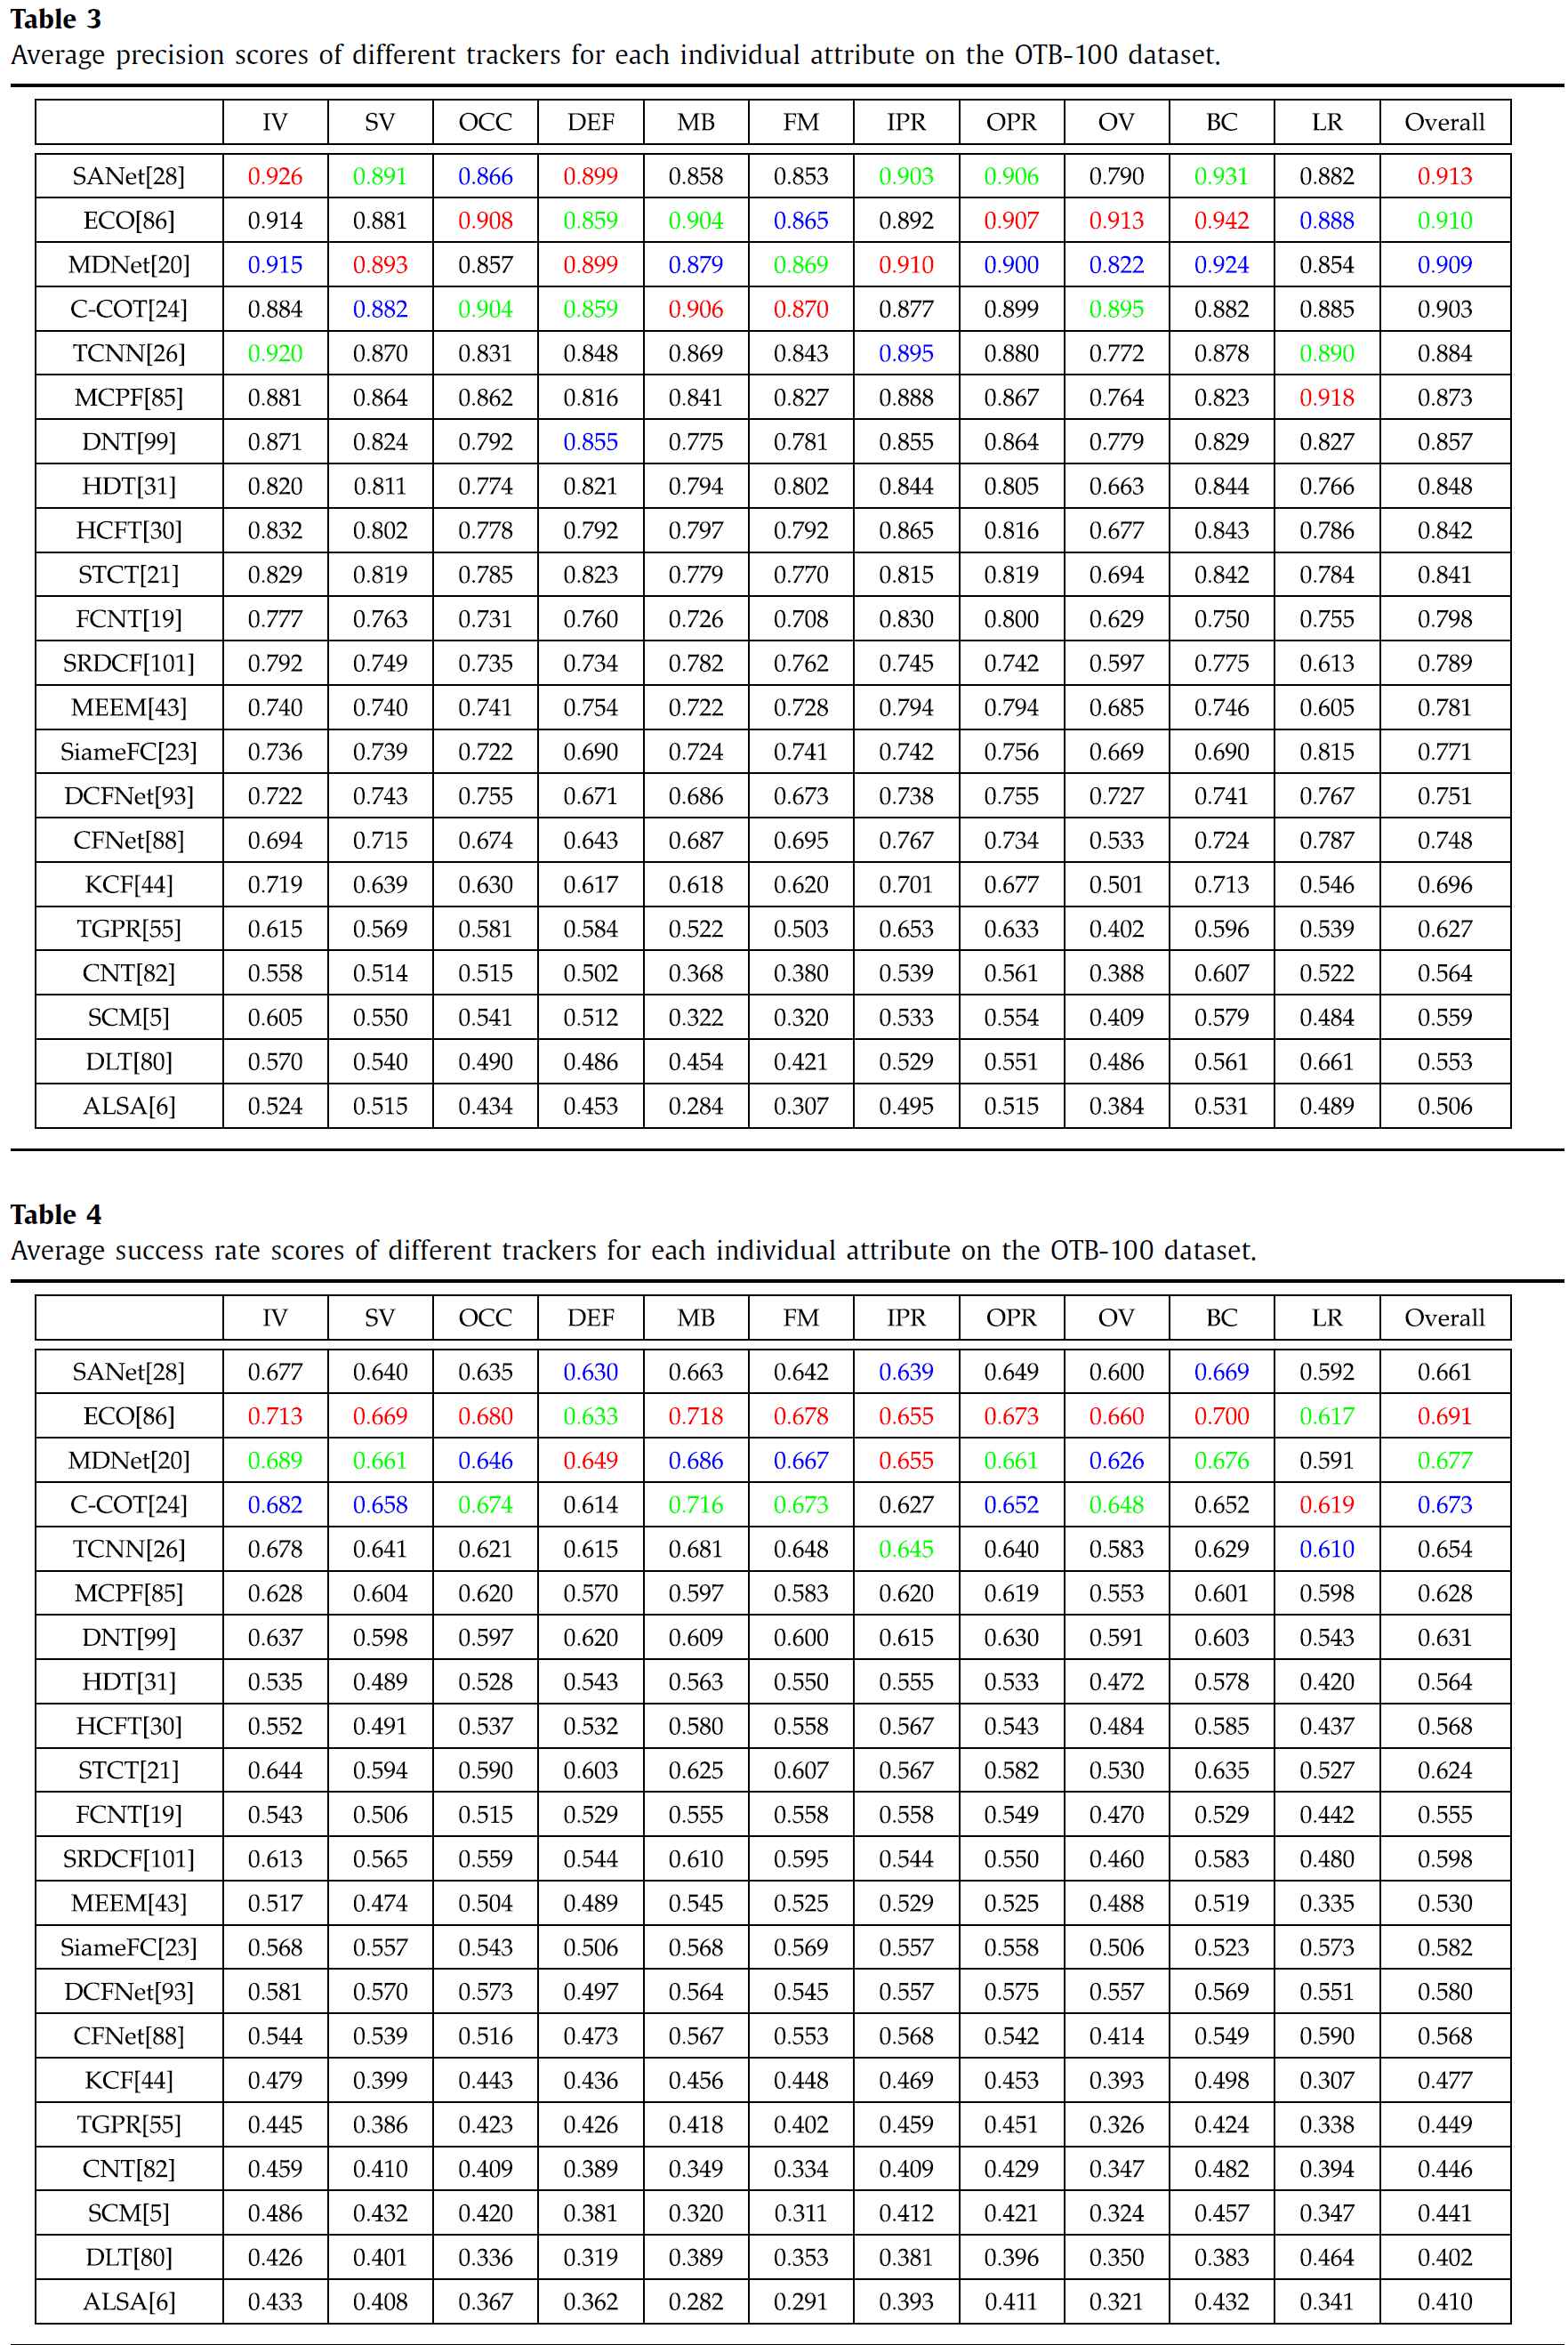 Table 3
Average precision scores of different trackers for each individual attribute on the OTB-100 dataset.
IV SV OCC DEF MB FM IPR OPR OV BC LR Overall
SANet[28] 0.926 0.891 0.866 0.899 0.858 0.853 0.903 0.906 0.790 0.931 0.882 0.913
ECO[86] 0.914 0.881 0.908 0.859 0.904 0.865 0.892 0.907 0.913 0.942 0.888 0.910
MDNet[20] 0.915 0.893 0.857 0.899 0.879 0.869 0.910 0.900 0.822 0.924 0.854 0.909
C-COT[24] 0.884 0.882 0.904 0.859 0.906 0.870 0.877 0.899 0.895 0.882 0.885 0.903
TCNN[26] 0.920 0.870 0.831 0.848 0.869 0.843 0.895 0.880 0.772 0.878 0.890 0.884
MCPF[85] 0.881 0.864 0.862 0.816 0.841 0.827 0.888 0.867 0.764 0.823 0.918 0.873
DNT[99] 0.871 0.824 0.792 0.855 0.775 0.781 0.855 0.864 0.779 0.829 0.827 0.857
HDT[31] 0.820 0.811 0.774 0.821 0.794 0.802 0.844 0.805 0.663 0.844 0.766 0.848
HCFT[30] 0.832 0.802 0.778 0.792 0.797 0.792 0.865 0.816 0.677 0.843 0.786 0.842
STCT[21] 0.829 0.819 0.785 0.823 0.779 0.770 0.815 0.819 0.694 0.842 0.784 0.841
FCNT[19] 0.777 0.763 0.731 0.760 0.726 0.708 0.830 0.800 0.629 0.750 0.755 0.798
SRDCF[101] 0.792 0.749 0.735 0.734 0.782 0.762 0.745 0.742 0.597 0.775 0.613 0.789
MEEM[43] 0.740 0.740 0.741 0.754 0.722 0.728 0.794 0.794 0.685 0.746 0.605 0.781
SiameFC[23] 0.736 0.739 0.722 0.690 0.724 0.741 0.742 0.756 0.669 0.690 0.815 0.771
DCFNet[93] 0.722 0.743 0.755 0.671 0.686 0.673 0.738 0.755 0.727 0.741 0.767 0.751
CFNet[88] 0.694 0.715 0.674 0.643 0.687 0.695 0.767 0.734 0.533 0.724 0.787 0.748
KCF[44] 0.719 0.639 0.630 0.617 0.618 0.620 0.701 0.677 0.501 0.713 0.546 0.696
TGPR[55] 0.615 0.569 0.581 0.584 0.522 0.503 0.653 0.633 0.402 0.596 0.539 0.627
CNT[82] 0.558 0.514 0.515 0.502 0.368 0.380 0.539 0.561 0.388 0.607 0.522 0.564
SCM[5] 0.605 0.550 0.541 0.512 0.322 0.320 0.533 0.554 0.409 0.579 0.484 0.559
DLT[80] 0.570 0.540 0.490 0.486 0.454 0.421 0.529 0.551 0.486 0.561 0.661 0.553
ALSA[6] 0.524 0.515 0.434 0.453 0.284 0.307 0.495 0.515 0.384 0.531 0.489 0.506
Table 4
Average success rate scores of different trackers for each individual attribute on the OTB-100 dataset.
IV SV OCC DEF MB FM IPR OPR OV BC LR Overall
SANet[28] 0.677 0.640 0.635 0.630 0.663 0.642 0.639 0.649 0.600 0.669 0.592 0.661
ECO[86] 0.713 0.669 0.680 0.633 0.718 0.678 0.655 0.673 0.660 0.700 0.617 0.691
MDNet[20] 0.689 0.661 0.646 0.649 0.686 0.667 0.655 0.661 0.626 0.676 0.591 0.677
C-COT[24] 0.682 0.658 0.674 0.614 0.716 0.673 0.627 0.652 0.648 0.652 0.619 0.673
TCNN[26] 0.678 0.641 0.621 0.615 0.681 0.648 0.645 0.640 0.583 0.629 0.610 0.654
MCPF[85] 0.628 0.604 0.620 0.570 0.597 0.583 0.620 0.619 0.553 0.601 0.598 0.628
DNT[99] 0.637 0.598 0.597 0.620 0.609 0.600 0.615 0.630 0.591 0.603 0.543 0.631
HDT[31] 0.535 0.489 0.528 0.543 0.563 0.550 0.555 0.533 0.472 0.578 0.420 0.564
HCFT[30] 0.552 0.491 0.537 0.532 0.580 0.558 0.567 0.543 0.484 0.585 0.437 0.568
STCT[21] 0.644 0.594 0.590 0.603 0.625 0.607 0.567 0.582 0.530 0.635 0.527 0.624
FCNT[19] 0.543 0.506 0.515 0.529 0.555 0.558 0.558 0.549 0.470 0.529 0.442 0.555
SRDCF[101] 0.613 0.565 0.559 0.544 0.610 0.595 0.544 0.550 0.460 0.583 0.480 0.598
MEEM[43] 0.517 0.474 0.504 0.489 0.545 0.525 0.529 0.525 0.488 0.519 0.335 0.530
SiameFC[23] 0.568 0.557 0.543 0.506 0.568 0.569 0.557 0.558 0.506 0.523 0.573 0.582
DCFNet[93] 0.581 0.570 0.573 0.497 0.564 0.545 0.557 0.575 0.557 0.569 0.551 0.580
CFNet[88] 0.544 0.539 0.516 0.473 0.567 0.553 0.568 0.542 0.414 0.549 0.590 0.568
KCF[44] 0.479 0.399 0.443 0.436 0.456 0.448 0.469 0.453 0.393 0.498 0.307 0.477
TGPR[55] 0.445 0.386 0.423 0.426 0.418 0.402 0.459 0.451 0.326 0.424 0.338 0.449
CNT[82] 0.459 0.410 0.409 0.389 0.349 0.334 0.409 0.429 0.347 0.482 0.394 0.446
SCM[5] 0.486 0.432 0.420 0.381 0.320 0.311 0.412 0.421 0.324 0.457 0.347 0.441
DLT[80] 0.426 0.401 0.336 0.319 0.389 0.353 0.381 0.396 0.350 0.383 0.464 0.402
ALSA[6] 0.433 0.408 0.367 0.362 0.282 0.291 0.393 0.411 0.321 0.432 0.341 0.410